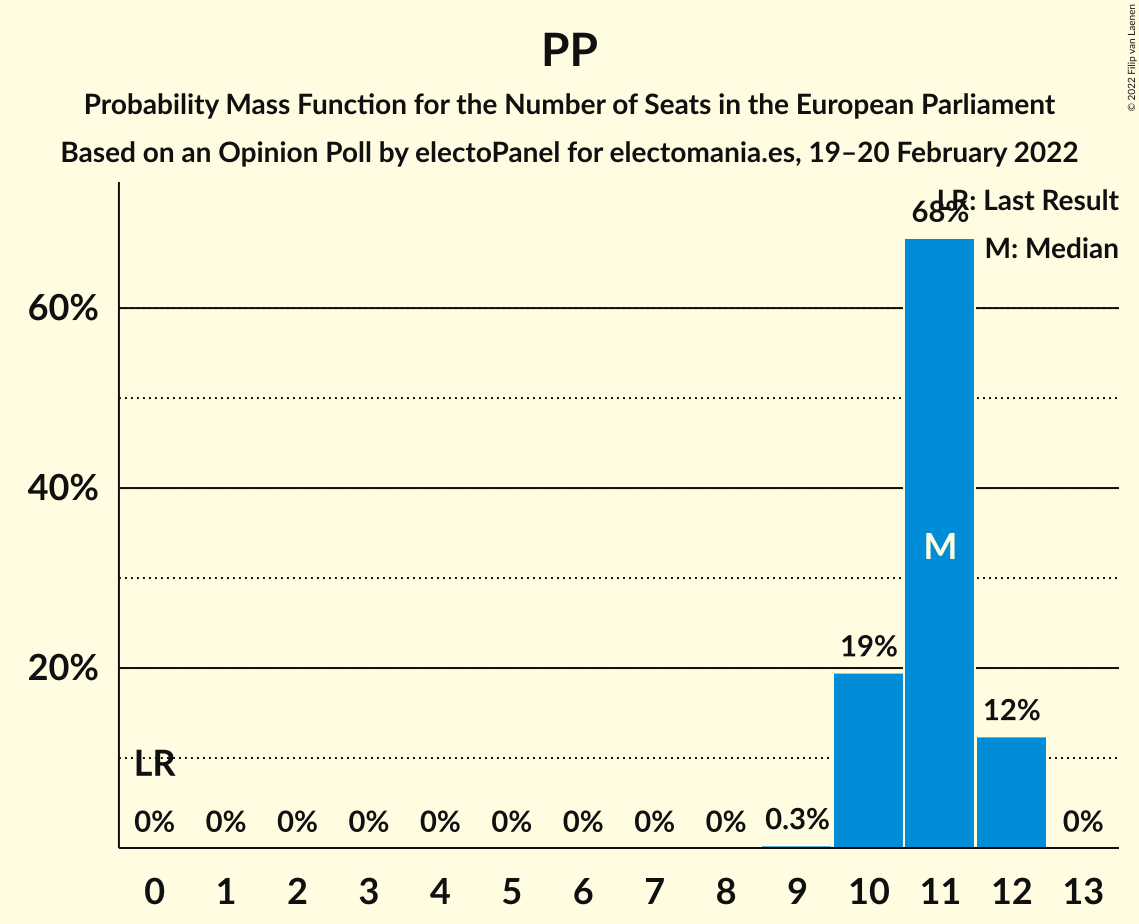 PP
Probability Mass Function for the Number of Seats in the European Parliament
Based on an Opinion Poll by electoPanel for electomania.es, 19–20 February 2022
© 2022 Filip van Laenen
LR: Last Result
M: Median
68%
60%
40%
M
19%
20%
12%
LR
0% 0% 0% 0% 0% 0% 0% 0% 0% 0.3% 0%
0 1 2 3 4 5 6 7 8 9 10 11 12 13